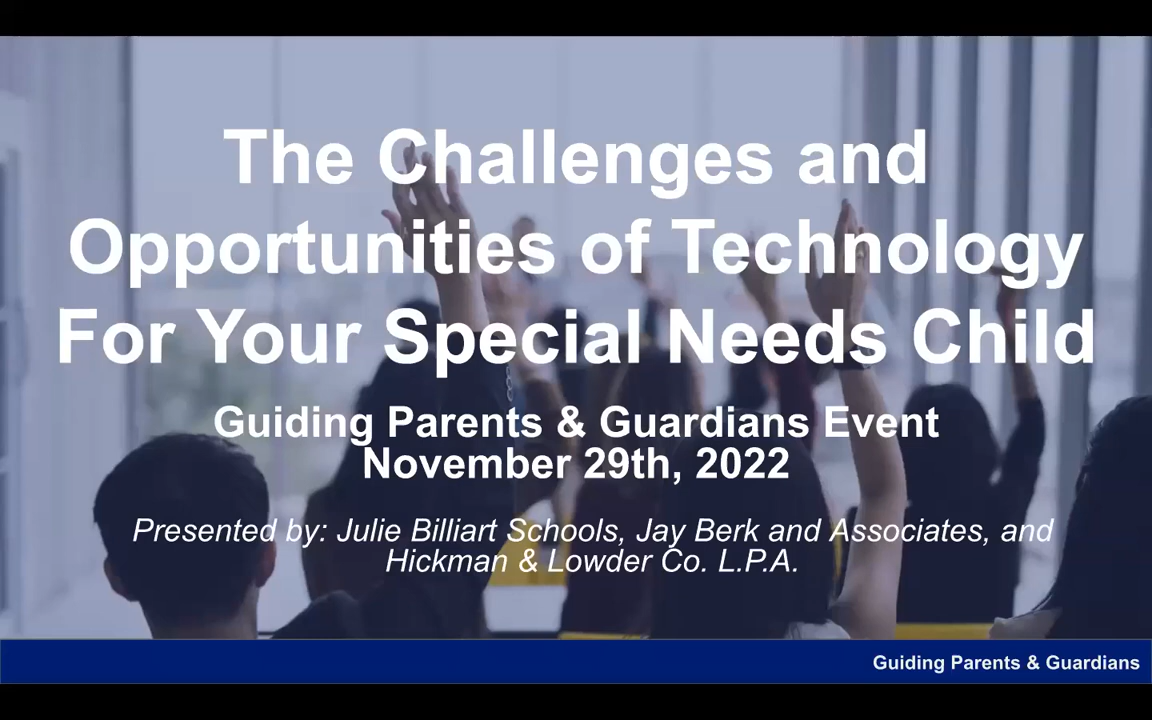 The Challenges and
Opportunities of Technology
For Your Special Needs Child
Guiding Parents & Guardians Event
November 29th, 2022
Presented by: Julie Billiart Schools, Jay Berk and Associates, and
Hickman & Lowder Co. L.P.A.
Guiding Parents & Guardians